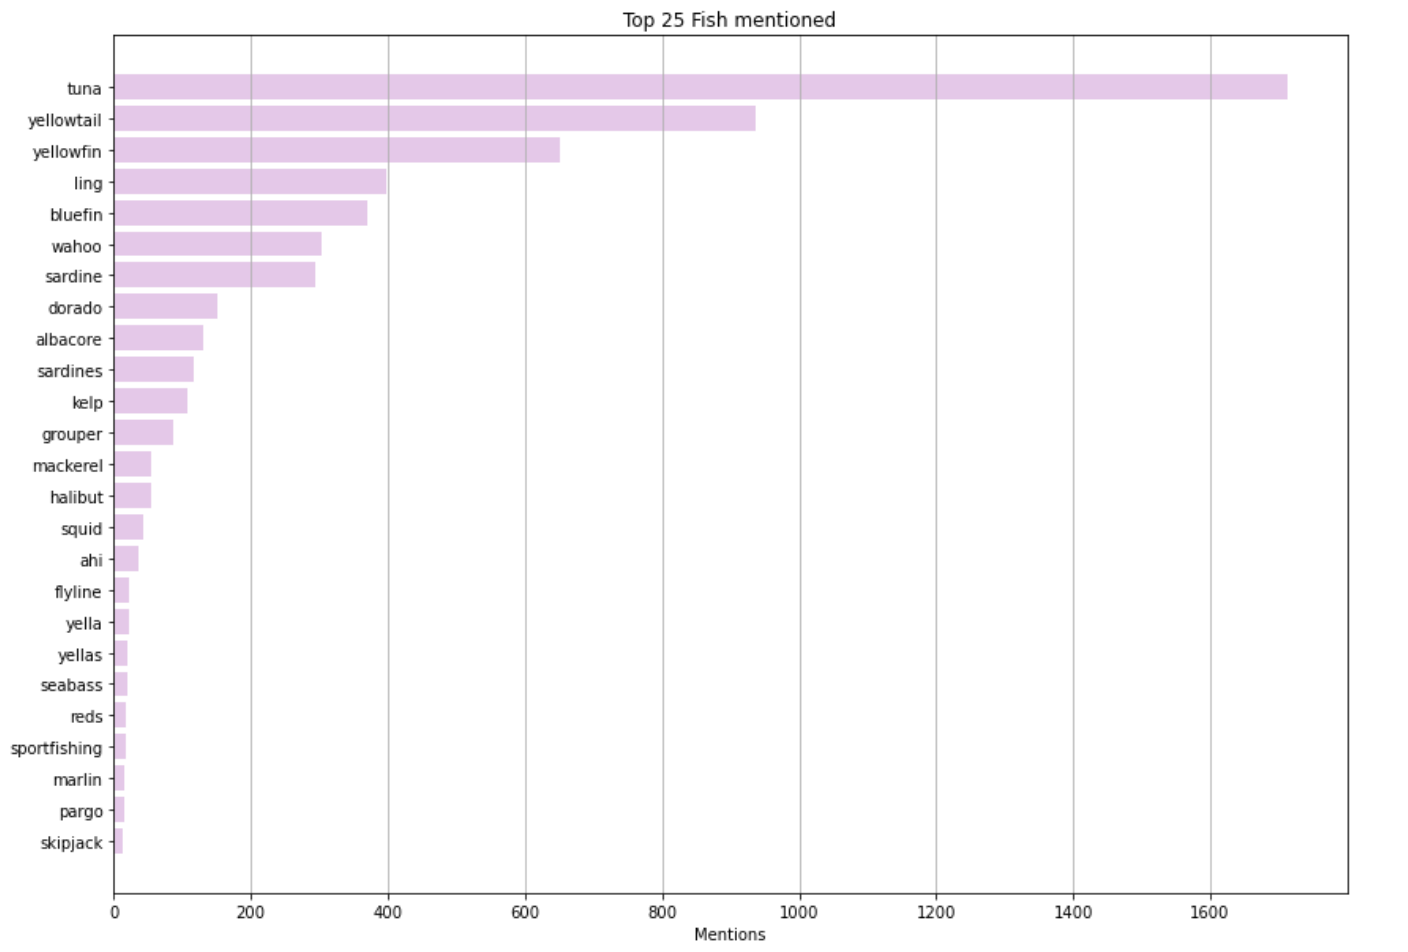 Top 25 Fish mentioned
tuna
yellowtail
yellowfin
ling
bluefin
wahoo
sardine
dorado
albacore
sardines
kelp
grouper
mackerel
halibut
squid
ahi
flyline
yella
yellas
seabass
reds
sportfishing
marlin
pargo
skipjack
0 200 400 600 800 1000 1200 1400 1600
Mentions